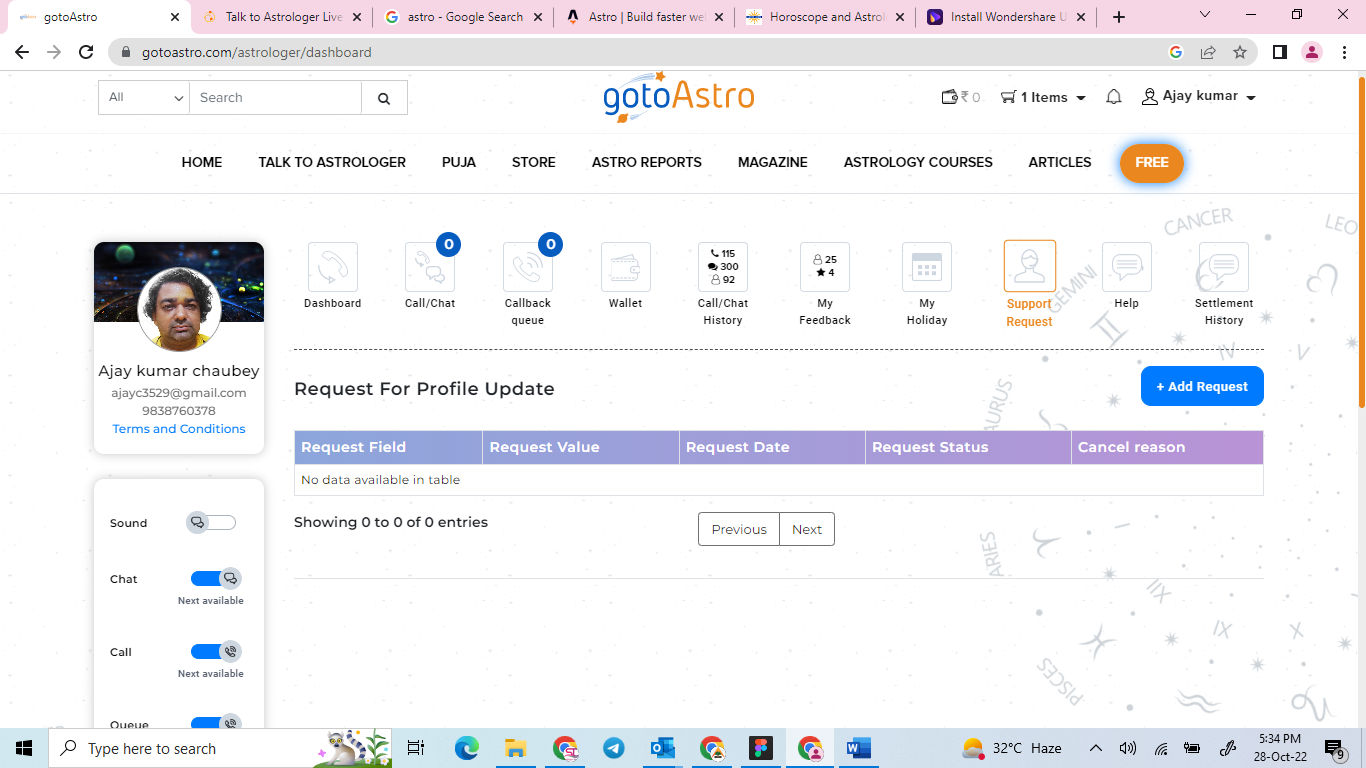 gotoAstro
Talk to Astrologer Live
astro - Google Search
Astro | Build faster we
Horoscope and Astrol
Install Wondershare U
gotoastro.com/astrologer/dashboard
All
Search
gotoAstro
₹ 0
1 Items
Ajay kumar
HOME
TALK TO ASTROLOGER
PUJA
STORE
ASTRO REPORTS
MAGAZINE
ASTROLOGY COURSES
ARTICLES
FREE
Ajay kumar chaubey
ajayc3529@gmail.com
9838760378
Terms and Conditions
Sound
Chat
Next available
Call
Next available
Queue
Dashboard
0
Call/Chat
0
Callback
queue
Wallet
115
300
92
Call/Chat
History
25
4
My
Feedback
My
Holiday
Support
Request
Help
Settlement
History
Request For Profile Update
+ Add Request
Request Field Request Value Request Date Request Status Cancel reason
No data available in table
Showing 0 to 0 of 0 entries
Previous Next
CANCER
LEO
GEMINI
IV
V
AURUS
ARIES
III
IX
X
PISCES
Type here to search
32°C Haze
5:34 PM
28-Oct-22
9